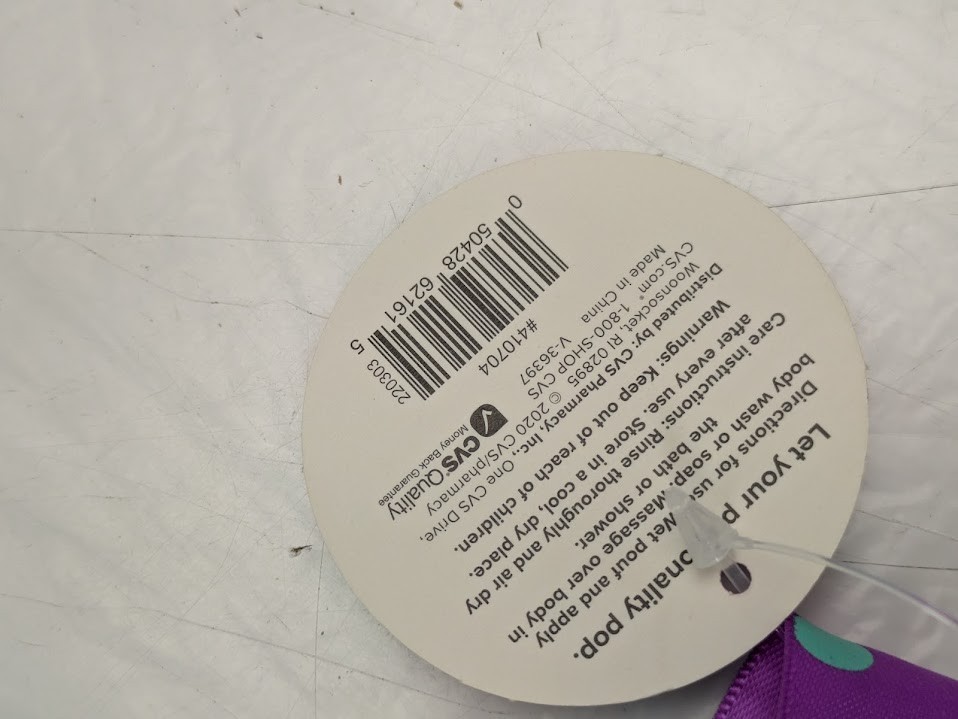 Let your p onality pop.
Directions for use Wet pouf and apply
body wash or soap. Massage over body in
the bath or shower.
Care instructions: Rinse thoroughly and air dry
after every use. Store in a cool, dry place.
Warnings: Keep out of reach of children.
Distributed by: CVS Pharmacy, Inc., One CVS Drive,
Woonsocket, RI 02895 © 2020 CVS/pharmacy
CVS.com® 1-800-SHOP CVS
Made in China V-36397
CVS® Quality
Money Back Guarantee
#410704
0 50428 62161 5
220303